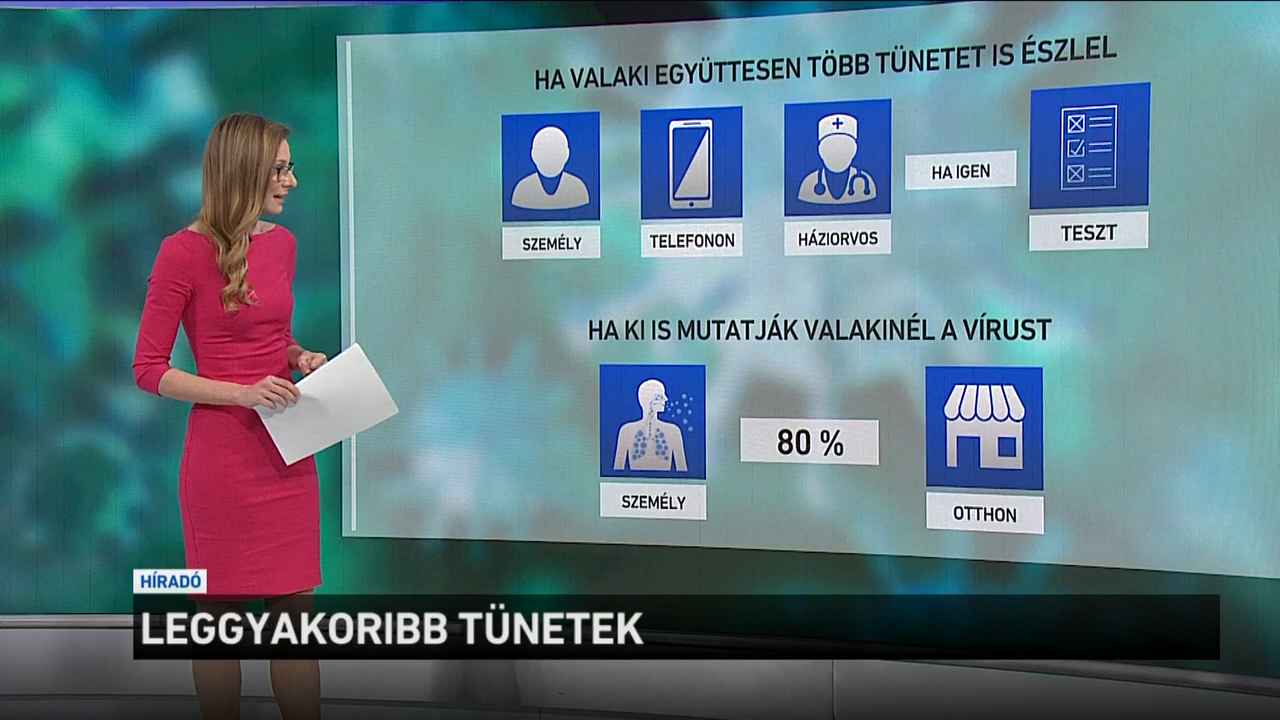 HA VALAKI EGYÜTTESEN TÖBB TÜNETET IS ÉSZLEL
HA IGEN
SZEMÉLY
TELEFONON
HÁZIORVOS
TESZT
HA KI IS MUTATJÁK VALAKINÉL A VÍRUST
80 %
SZEMÉLY
OTTHON
HÍRADÓ
LEGGYAKORIBB TÜNETEK